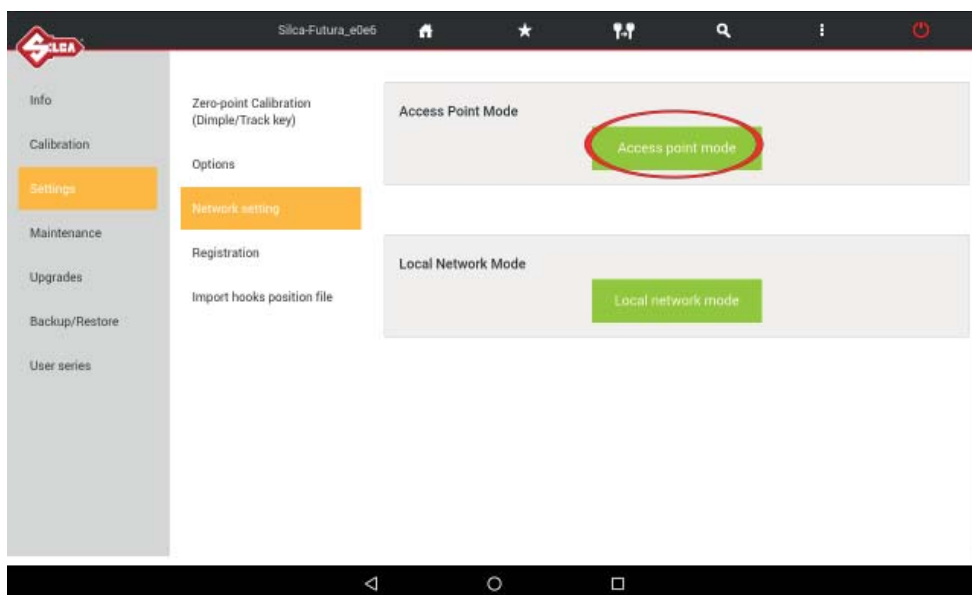 SILCA
Silca-Futura_e0e6
Info
Calibration
Settings
Maintenance
Upgrades
Backup/Restore
User series
Zero-point Calibration
(Dimple/Track key)
Options
Network setting
Registration
Import hooks position file
Access Point Mode
Access point mode
Local Network Mode
Local network mode